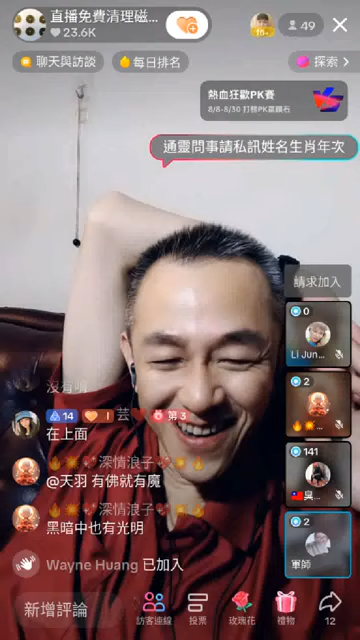 直播免費清理磁...
23.6K
49
聊天與訪談
每日排名
探索
熱血狂歡PK賽
8/8-8/30 打榜PK贏鑽石
通靈問事請私訊姓名生肖年次
請求加入
0
Li Jun...
2
141
吳...
2
軍師
沒有唷
14
I
芸
第 3
在上面
深情浪子
@天羽 有佛就有魔
深情浪子
黑暗中也有光明
Wayne Huang 已加入
新增評論
訪客連線
投票
玫瑰花
禮物
12